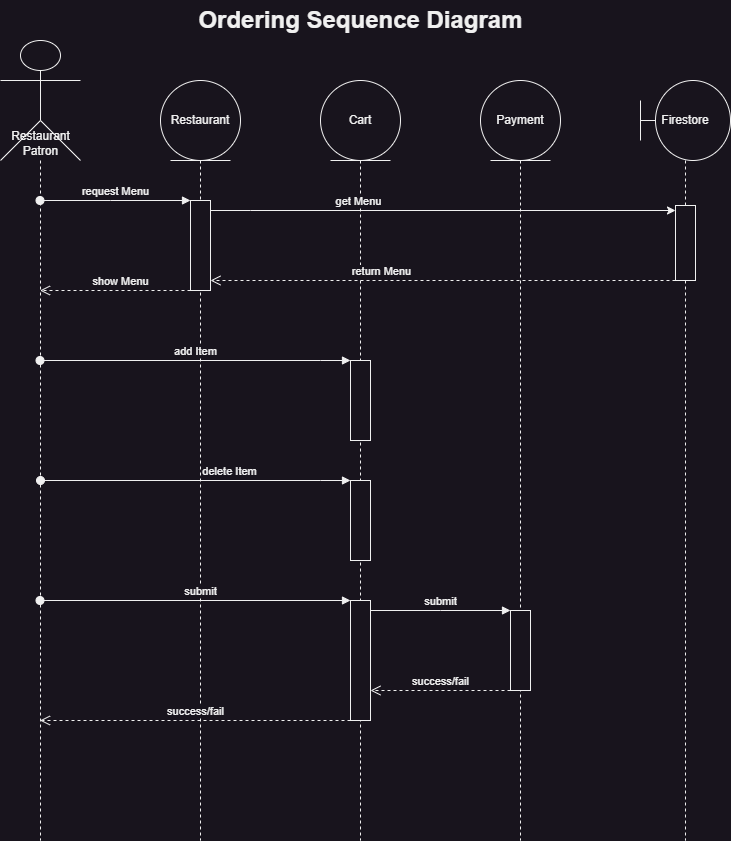 Ordering Sequence Diagram
Restaurant
Patron
Restaurant
Cart
Payment
Firestore
request Menu
get Menu
return Menu
show Menu
add Item
delete Item
submit
submit
success/fail
success/fail